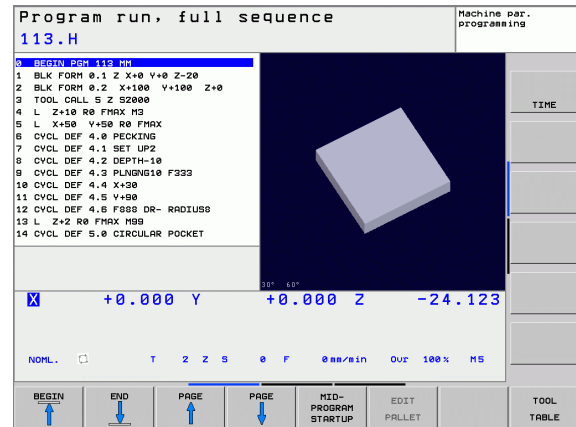 Program run, full sequence
113.H
Machine par.
programming
0 BEGIN PGM 113 MM
1 BLK FORM 0.1 Z X+0 Y+0 Z-20
2 BLK FORM 0.2 X+100 Y+100 Z+0
3 TOOL CALL 5 Z S2000
4 L Z+10 R0 FMAX M3
5 L X+50 Y+50 R0 FMAX
6 CYCL DEF 4.0 PECKING
7 CYCL DEF 4.1 SET UP2
8 CYCL DEF 4.2 DEPTH-10
9 CYCL DEF 4.3 PLNGNG10 F333
10 CYCL DEF 4.4 X+30
11 CYCL DEF 4.5 Y+90
12 CYCL DEF 4.6 F888 DR- RADIUS8
13 L Z+2 R0 FMAX M99
14 CYCL DEF 5.0 CIRCULAR POCKET
30° 60°
TIME
X +0.000 Y +0.000 Z -24.123
NOML. T 2 Z S 0 F 0mm/min Ovr 100% M5
BEGIN
END
PAGE
PAGE
MID-
PROGRAM
STARTUP
EDIT
PALLET
TOOL
TABLE